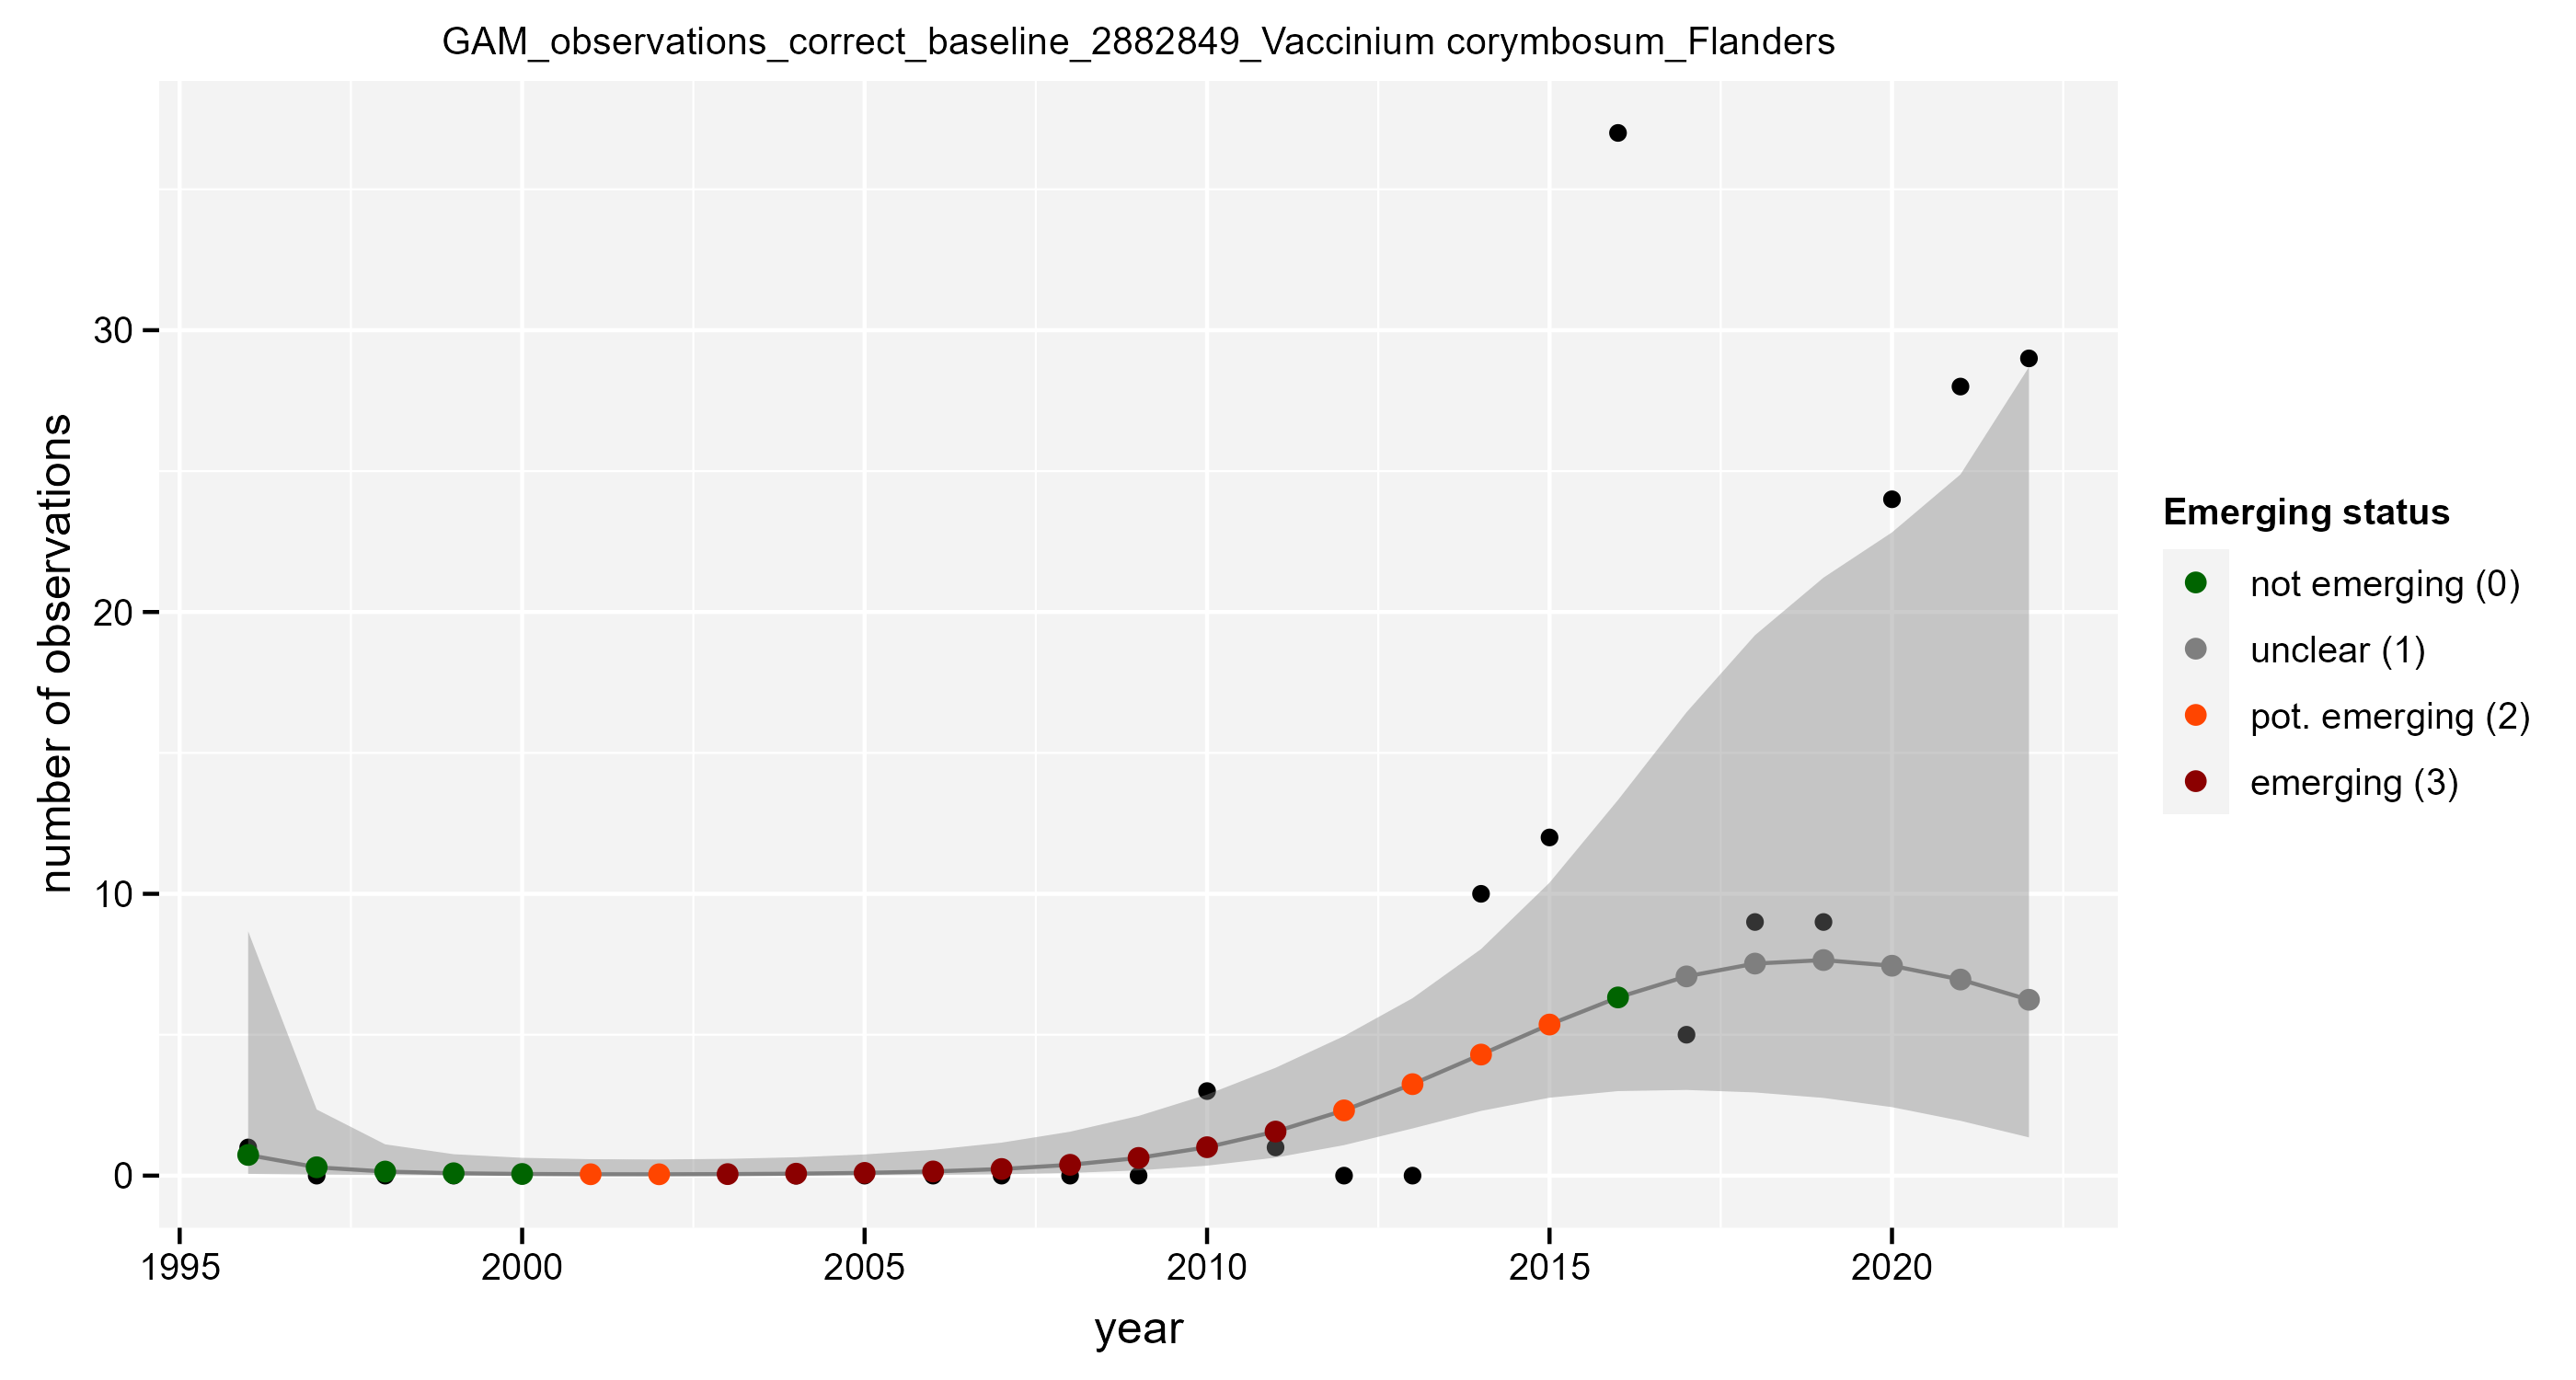 GAM_observations_correct_baseline_2882849_Vaccinium corymbosum_Flanders
number of observations
30
20
10
0
1995
2000
2005
2010
2015
2020
year
Emerging status
not emerging (0)
unclear (1)
pot. emerging (2)
emerging (3)